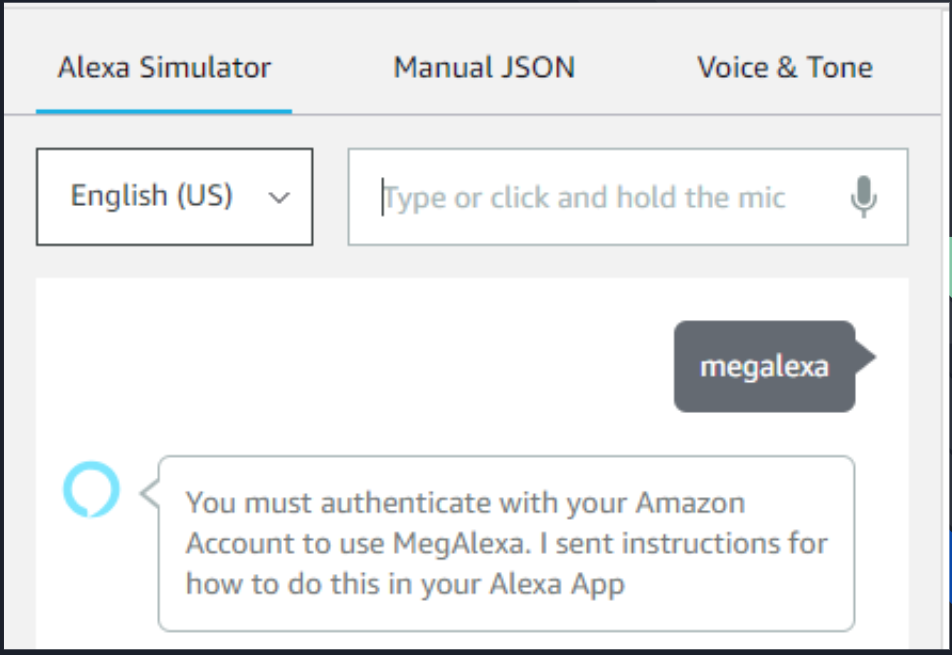 Alexa Simulator Manual JSON Voice & Tone
English (US) Type or click and hold the mic
megalexa
You must authenticate with your Amazon
Account to use MegAlexa. I sent instructions for
how to do this in your Alexa App